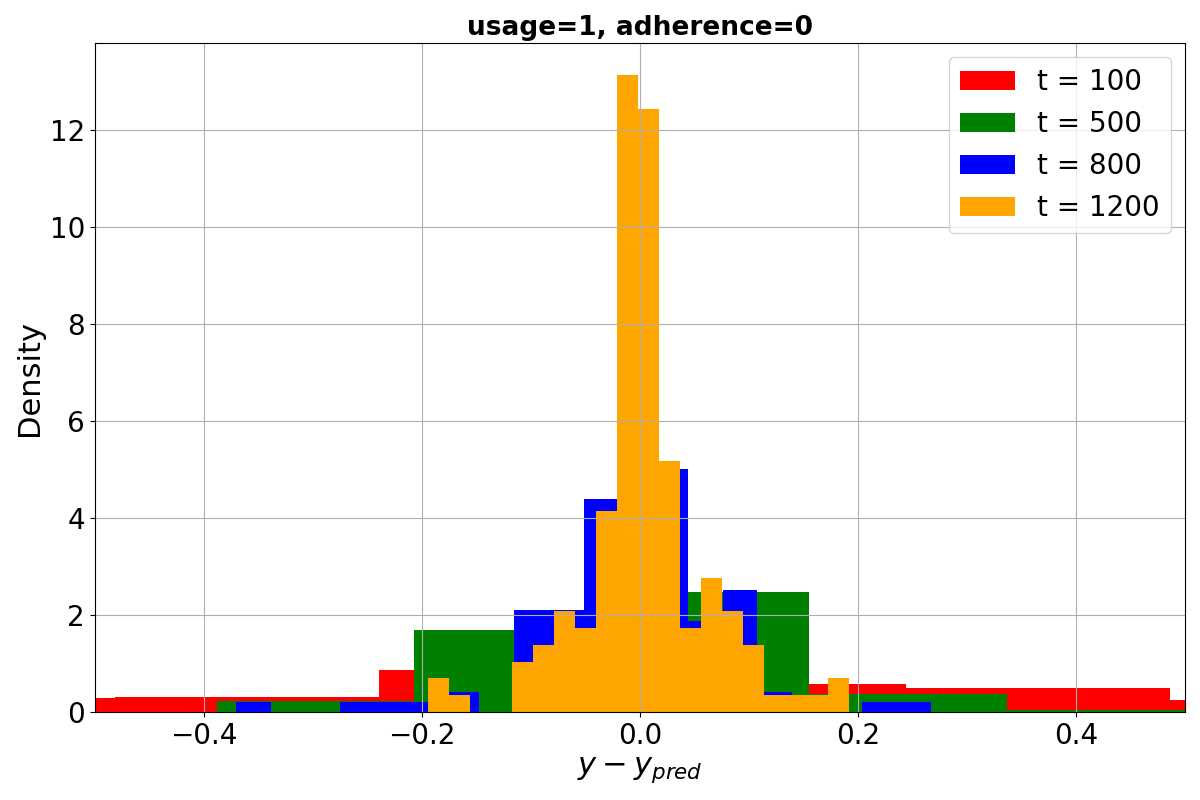 usage=1, adherence=0
t = 100
t = 500
t = 800
t = 1200
Density
12
10
8
6
4
2
0
−0.4 −0.2 0.0 0.2 0.4
y − y_pred